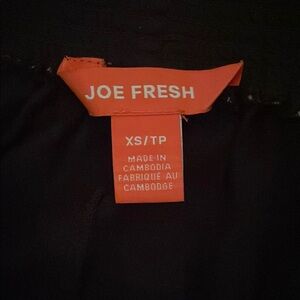 JOE FRESH
XS/TP
MADE IN
CAMBODIA
FABRIQUÉ AU
CAMBODGE